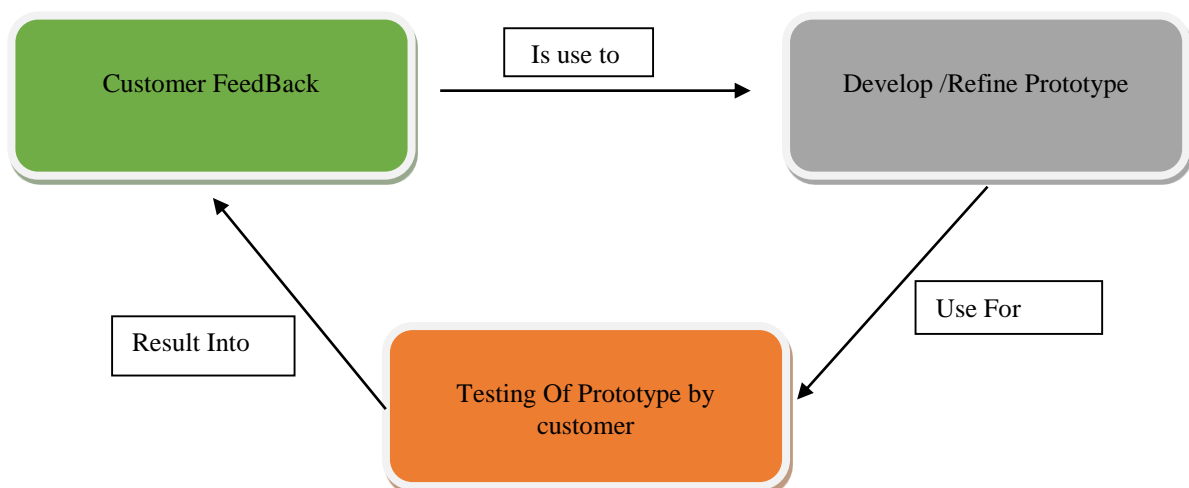 Is use to
Customer FeedBack
Develop /Refine Prototype
Use For
Result Into
Testing Of Prototype by
customer